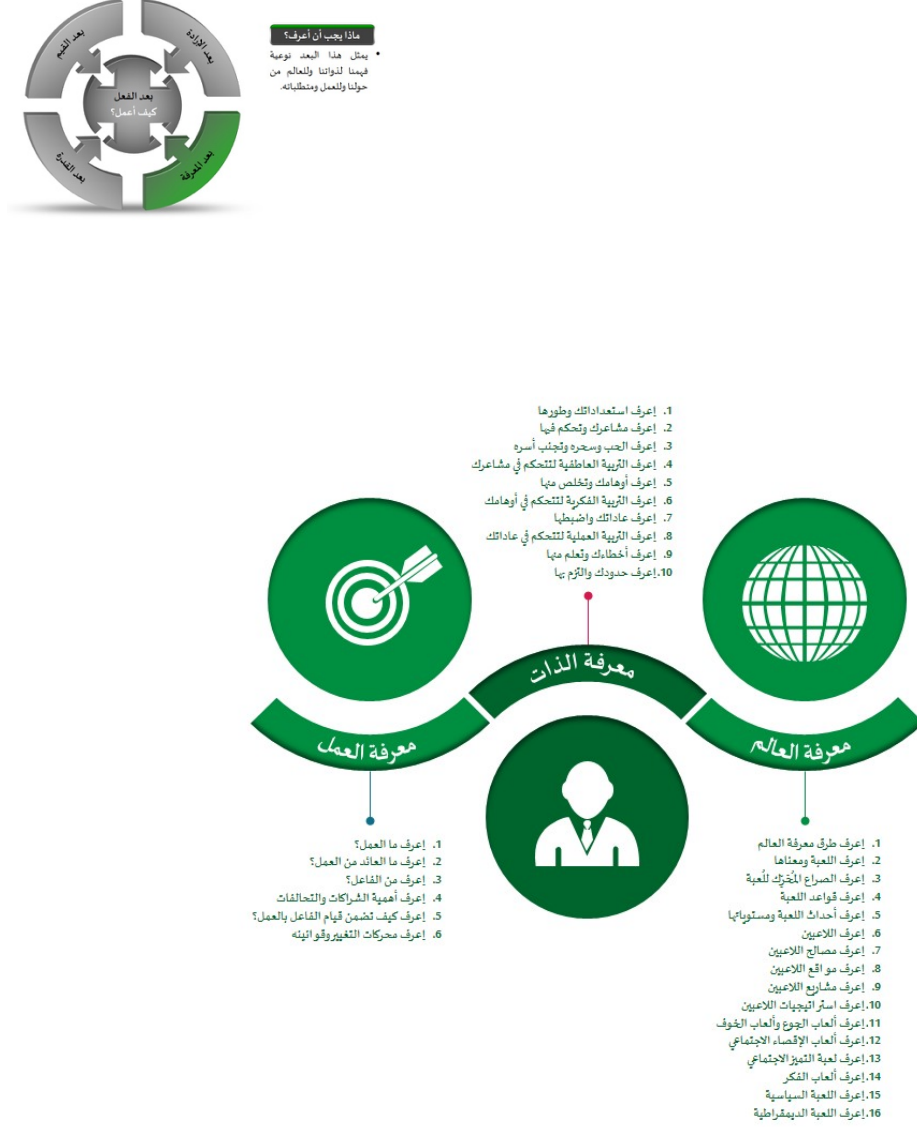 بعد القيم
بعد الإرادة
بعد الفعل
كيف أعمل؟
بعد القدرة
بعد المعرفة
ماذا يجب أن أعرف؟
• يمثل هذا البعد نوعية
فهمنا لذواتنا وللعالم من
حولنا وللعمل ومتطلباته.
1. إعرف استعداداتك وطورها
2. إعرف مشاعرك وتحكم فيها
3. إعرف الحب وسحره وتجنب أسره
4. إعرف التربية العاطفية لتتحكم في مشاعرك
5. إعرف أوهامك وتخلص منها
6. إعرف التربية الفكرية لتتحكم في أوهامك
7. إعرف عاداتك واضبطها
8. إعرف التربية العملية لتتحكم في عاداتك
9. إعرف أخطاءك وتعلم منها
10. إعرف حدودك والتزم بها
معرفة الذات
معرفة العالم
معرفة العمل
1. إعرف طرق معرفة العالم
2. إعرف اللعبة ومعناها
3. إعرف الصراع المُحَرِك للُعبة
4. إعرف قواعد اللعبة
5. إعرف أحداث اللعبة ومستوياتها
6. إعرف اللاعبين
7. إعرف مصالح اللاعبين
8. إعرف مواقع اللاعبين
9. إعرف مشاريع اللاعبين
10. إعرف استراتيجيات اللاعبين
11. إعرف ألعاب الجوع وألعاب الخوف
12. إعرف ألعاب الإقصاء الاجتماعي
13. إعرف لعبة التميز الاجتماعي
14. إعرف ألعاب الفكر
15. إعرف اللعبة السياسية
16. إعرف اللعبة الديمقراطية
1. إعرف ما العمل؟
2. إعرف ما العائد من العمل؟
3. إعرف من الفاعل؟
4. إعرف أهمية الشراكات والتحالفات
5. إعرف كيف تضمن قيام الفاعل بالعمل؟
6. إعرف محركات التغيير وقوانينه